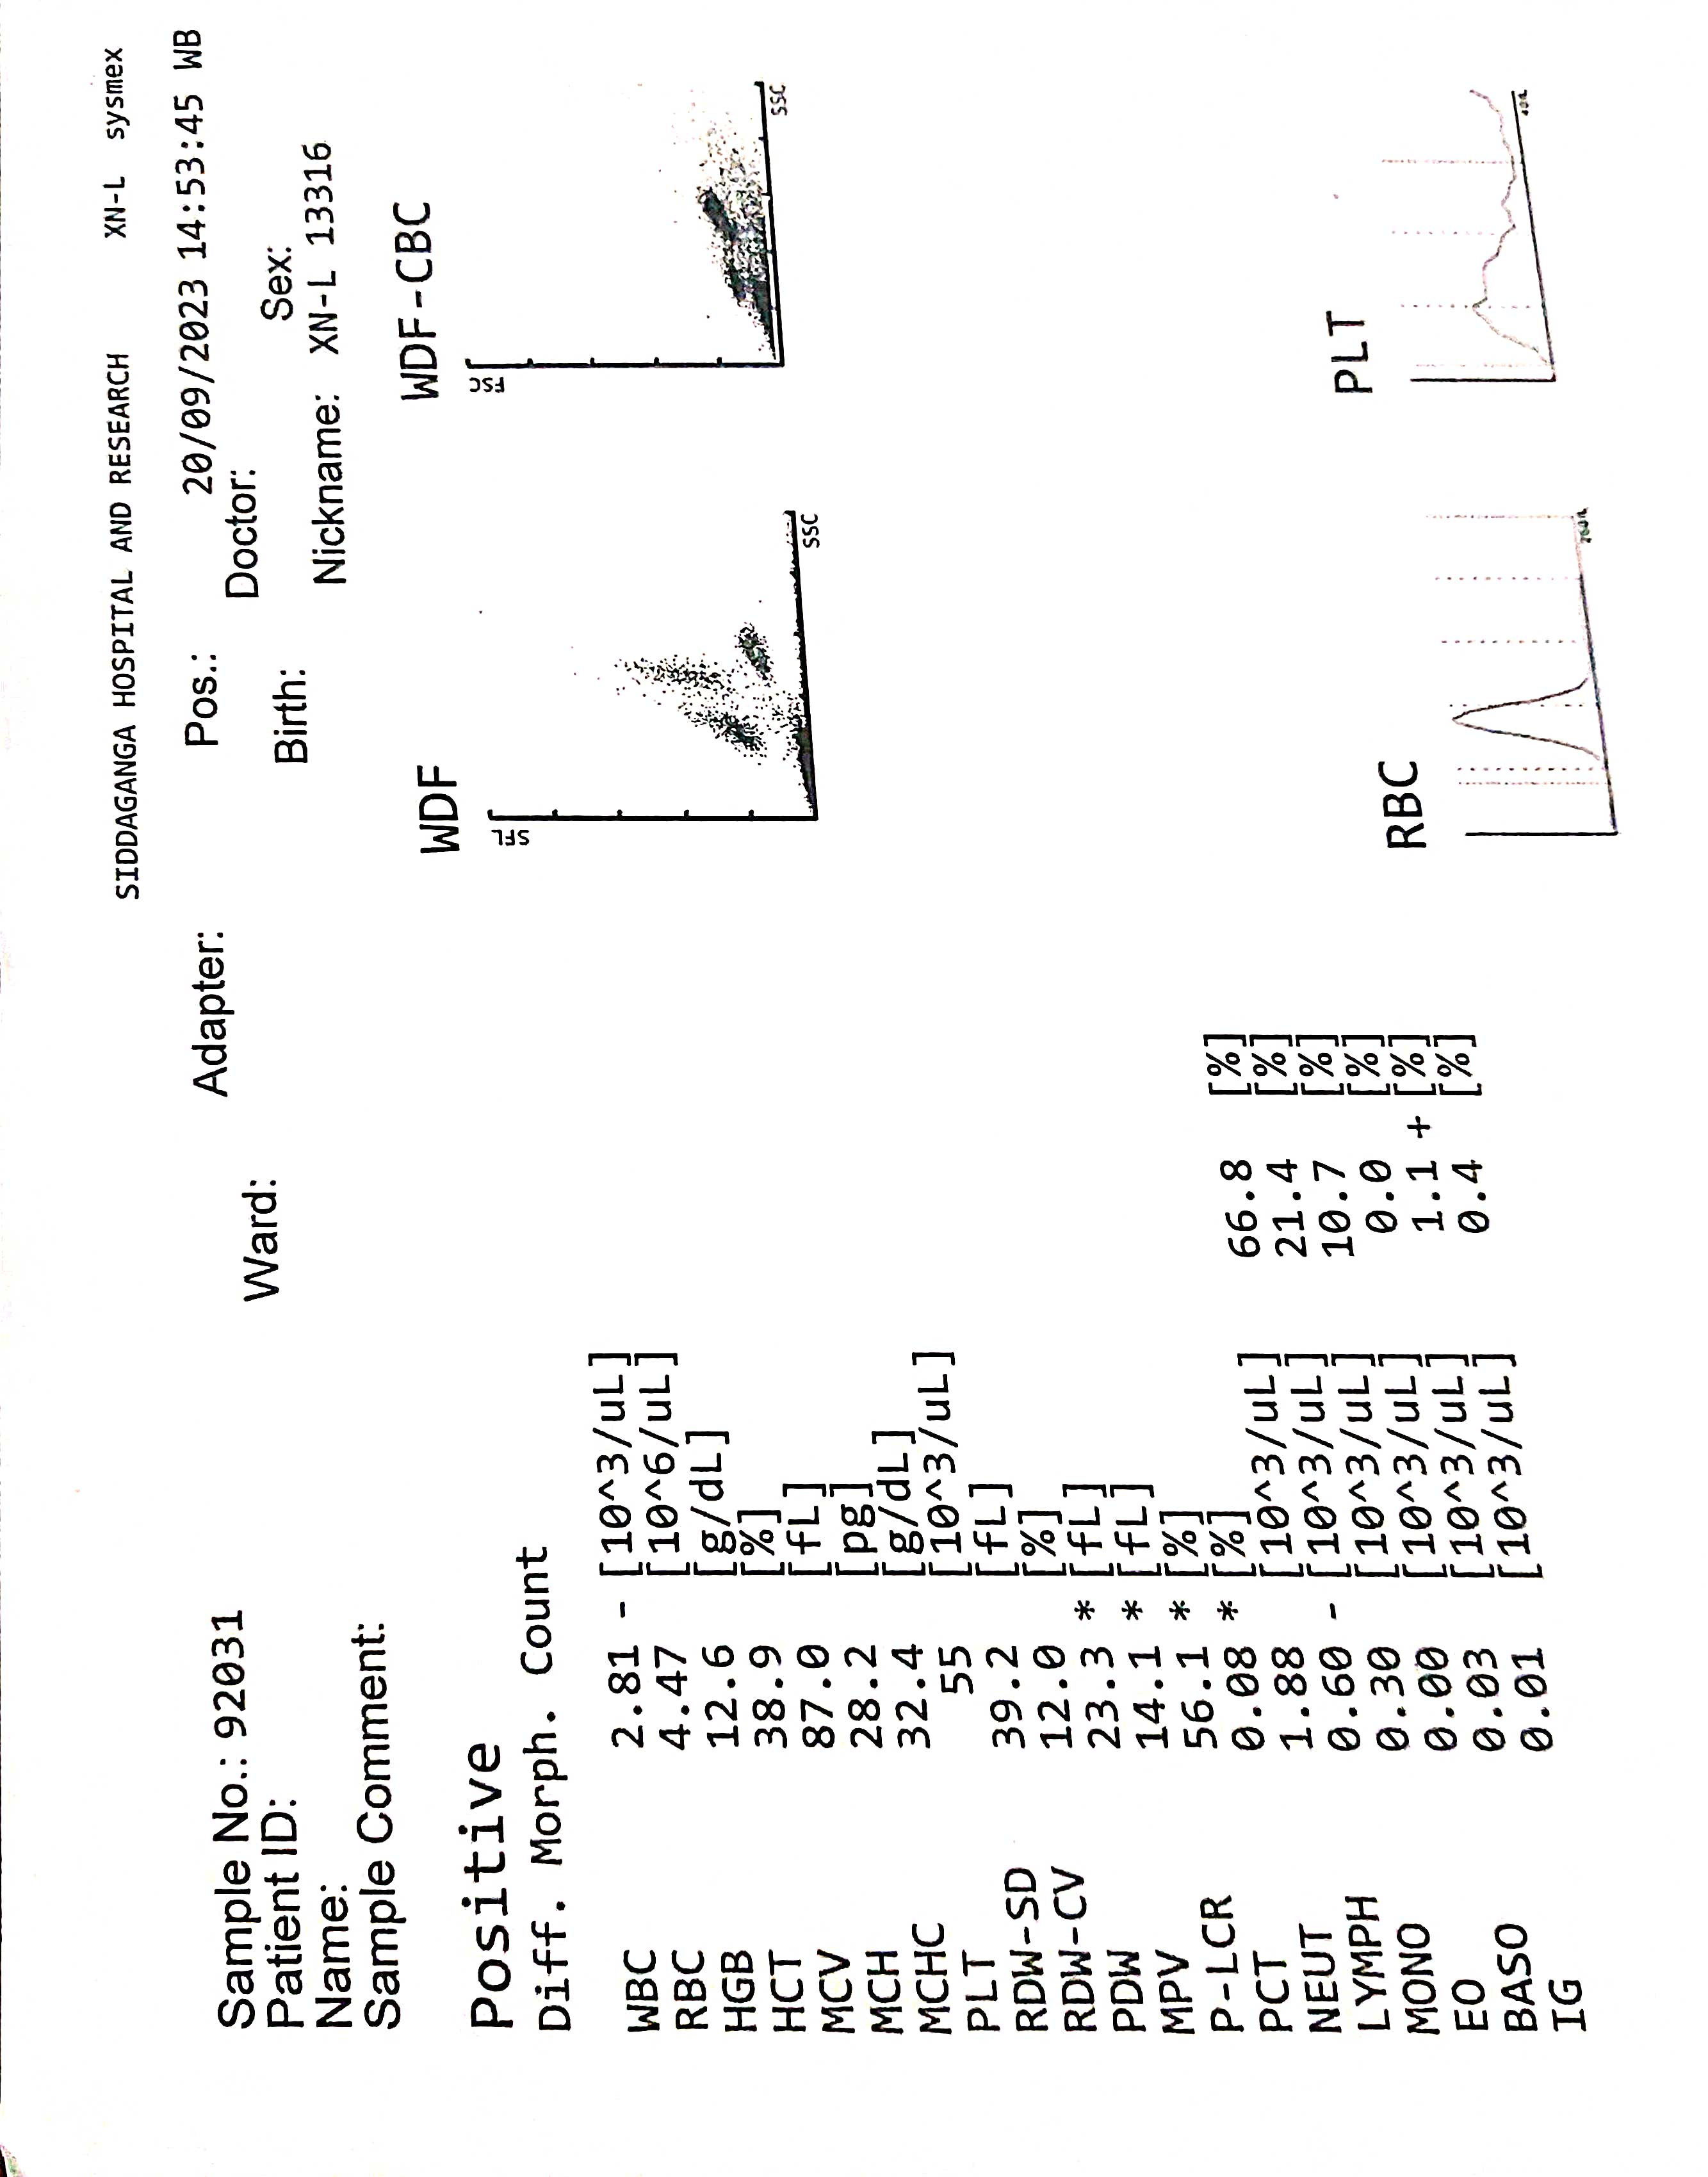 SIDDAGANGA HOSPITAL AND RESEARCH XN-L sysmex
Sample No.: 92031 Adapter: Pos.: 20/09/2023 14:53:45 WB
Patient ID: Ward: Doctor:
Name: Birth: Sex:
Sample Comment: Nickname: XN-L 13316
Positive
Diff. Morph. Count
WDF
SFL
SSC
WDF-CBC
FSC
SSC
WBC 2.81 - [10^3/uL]
RBC 4.47 [10^6/uL]
HGB 12.6 [g/dL]
HCT 38.9 [%]
MCV 87.0 [fL]
MCH 28.2 [pg]
MCHC 32.4 [g/dL]
PLT 55 [10^3/uL]
RDW-SD 39.2 [fL]
RDW-CV 12.0 [%]
PDW 23.3 * [fL]
MPV 14.1 * [fL]
P-LCR 56.1 * [%]
PCT 0.08 * [%]
NEUT 1.88 [10^3/uL] 66.8 [%]
LYMPH 0.60 - [10^3/uL] 21.4 [%]
MONO 0.30 [10^3/uL] 10.7 [%]
EO 0.00 [10^3/uL] 0.0 [%]
BASO 0.03 [10^3/uL] 1.1 + [%]
IG 0.01 [10^3/uL] 0.4 [%]
RBC
PLT